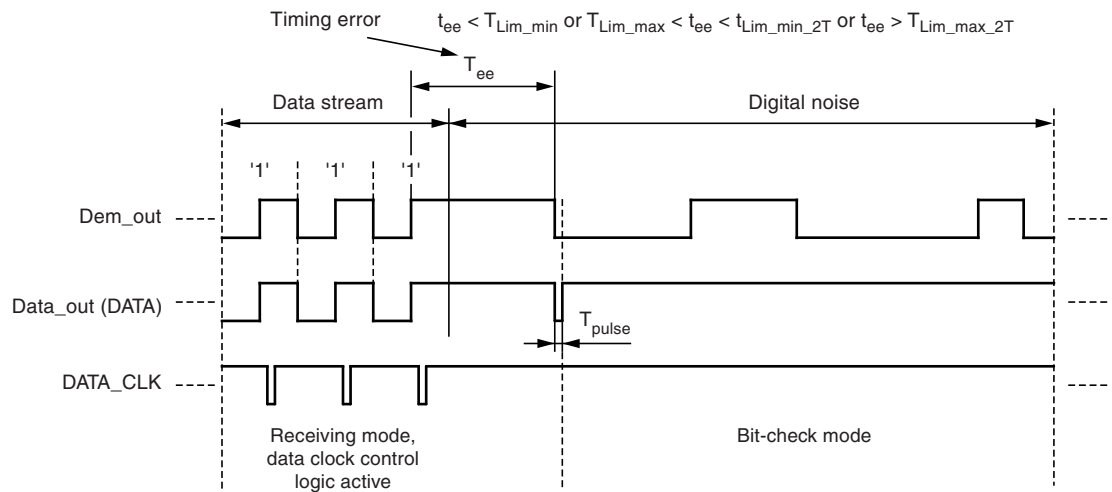 Timing error
t_ee < T_Lim_min or T_Lim_max < t_ee < t_Lim_min_2T or t_ee > T_Lim_max_2T
T_ee
Data stream
Digital noise
'1' '1' '1'
Dem_out
Data_out (DATA)
T_pulse
DATA_CLK
Receiving mode,
data clock control
logic active
Bit-check mode